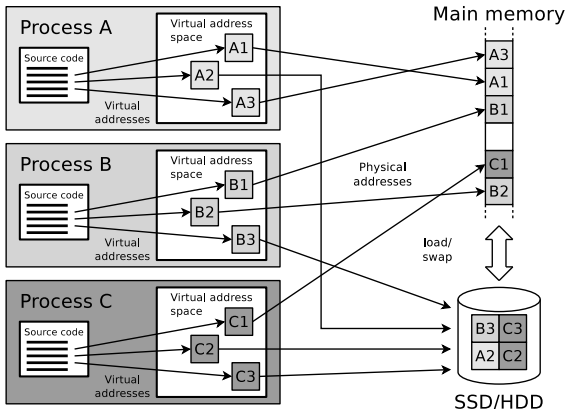 Process A
Source code
Virtual
addresses
Virtual address
space
A1
A2
A3
Process B
Source code
Virtual
addresses
Virtual address
space
B1
B2
B3
Process C
Source code
Virtual
addresses
Virtual address
space
C1
C2
C3
Physical
addresses
Main memory
A3
A1
B1
C1
B2
load/
swap
B3 C3
A2 C2
SSD/HDD